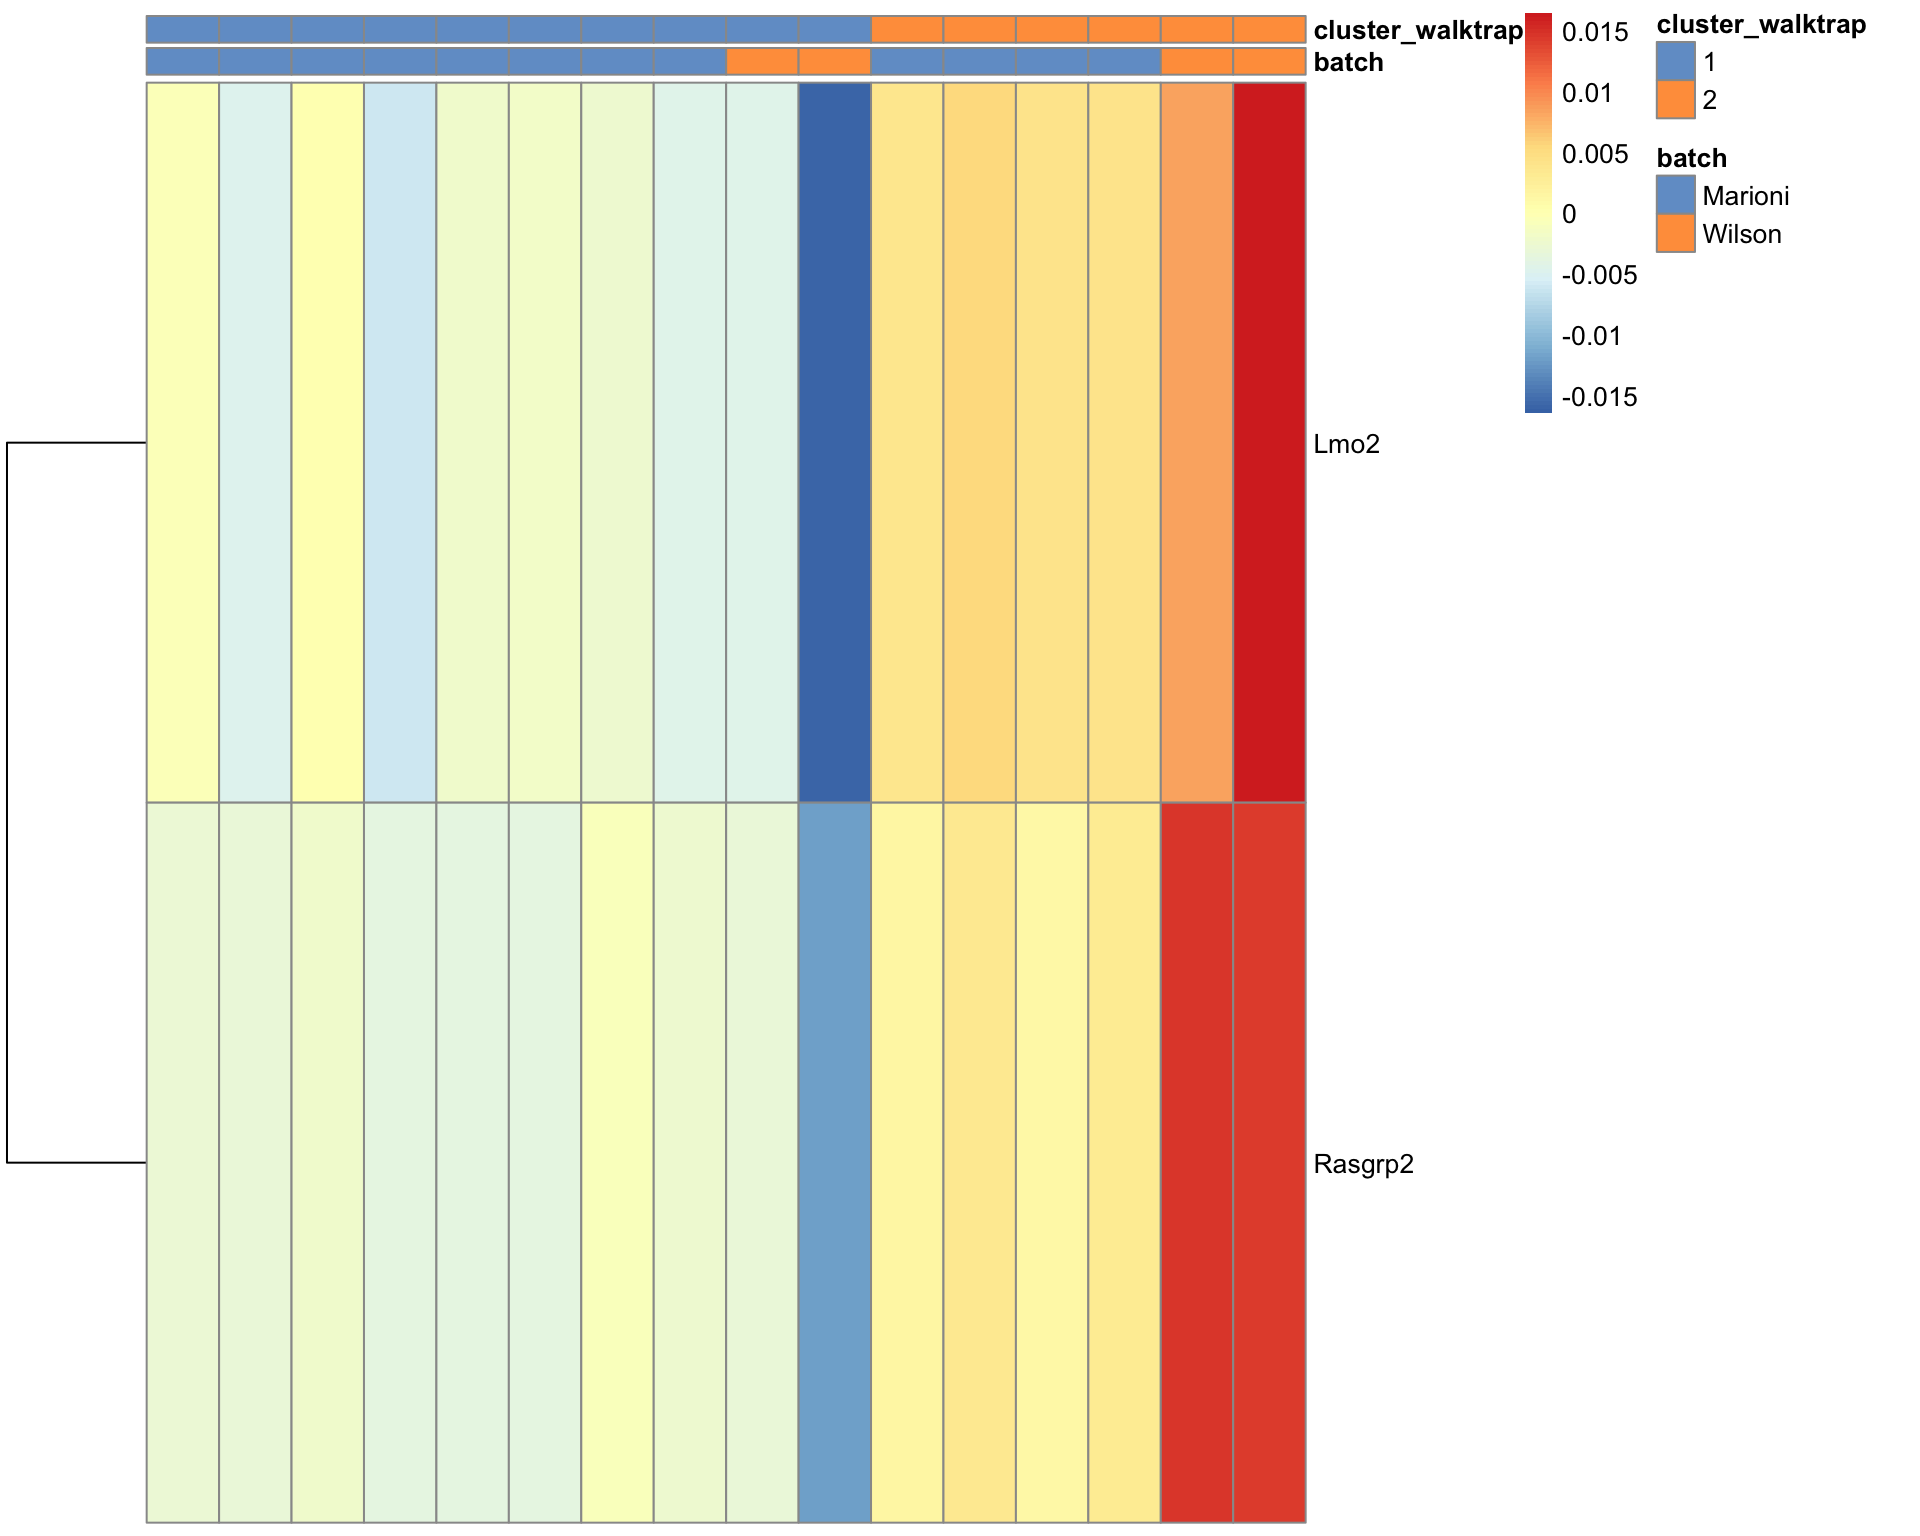 cluster_walktrap
batch
Lmo2
Rasgrp2
0.015
0.01
0.005
0
-0.005
-0.01
-0.015
cluster_walktrap
1
2
batch
Marioni
Wilson